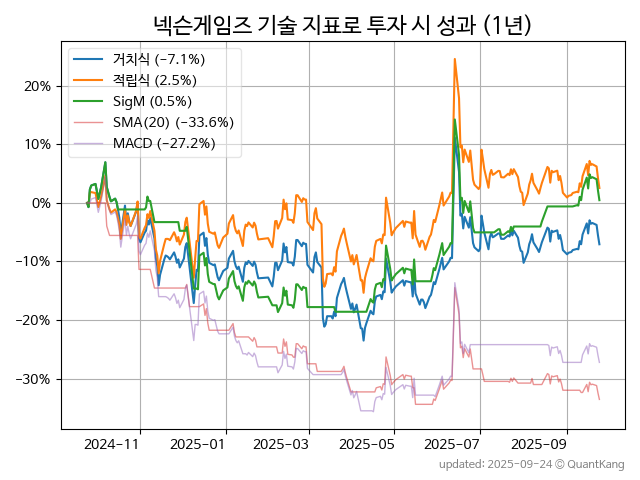 넥슨게임즈 기술 지표로 투자 시 성과 (1년)
거치식 (−7.1%)
적립식 (2.5%)
SigM (0.5%)
SMA(20) (−33.6%)
MACD (−27.2%)
20%
10%
0%
−10%
−20%
−30%
2024-11 2025-01 2025-03 2025-05 2025-07 2025-09
updated: 2025-09-24 © QuantKang